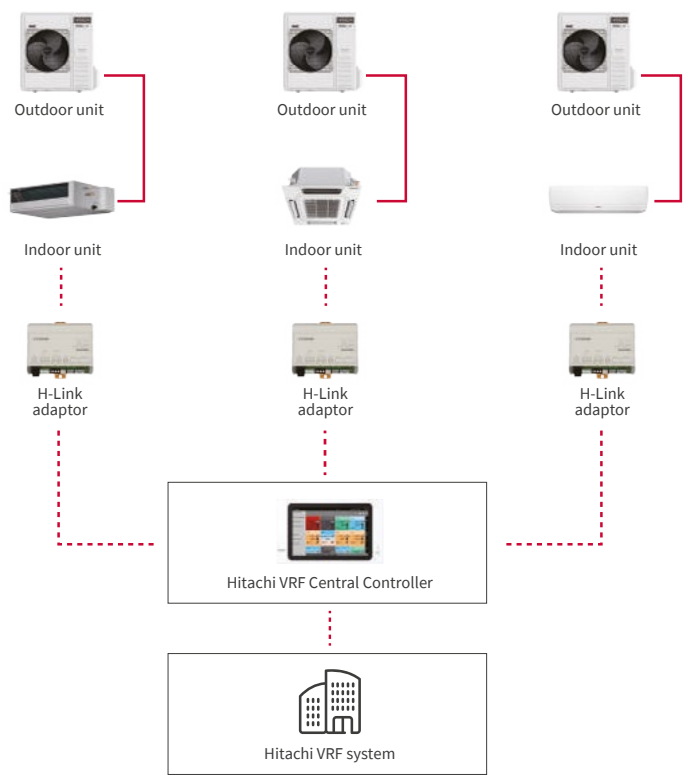 Outdoor unit
Outdoor unit
Outdoor unit
Indoor unit
Indoor unit
Indoor unit
H-Link
adaptor
H-Link
adaptor
H-Link
adaptor
Hitachi VRF Central Controller
Hitachi VRF system